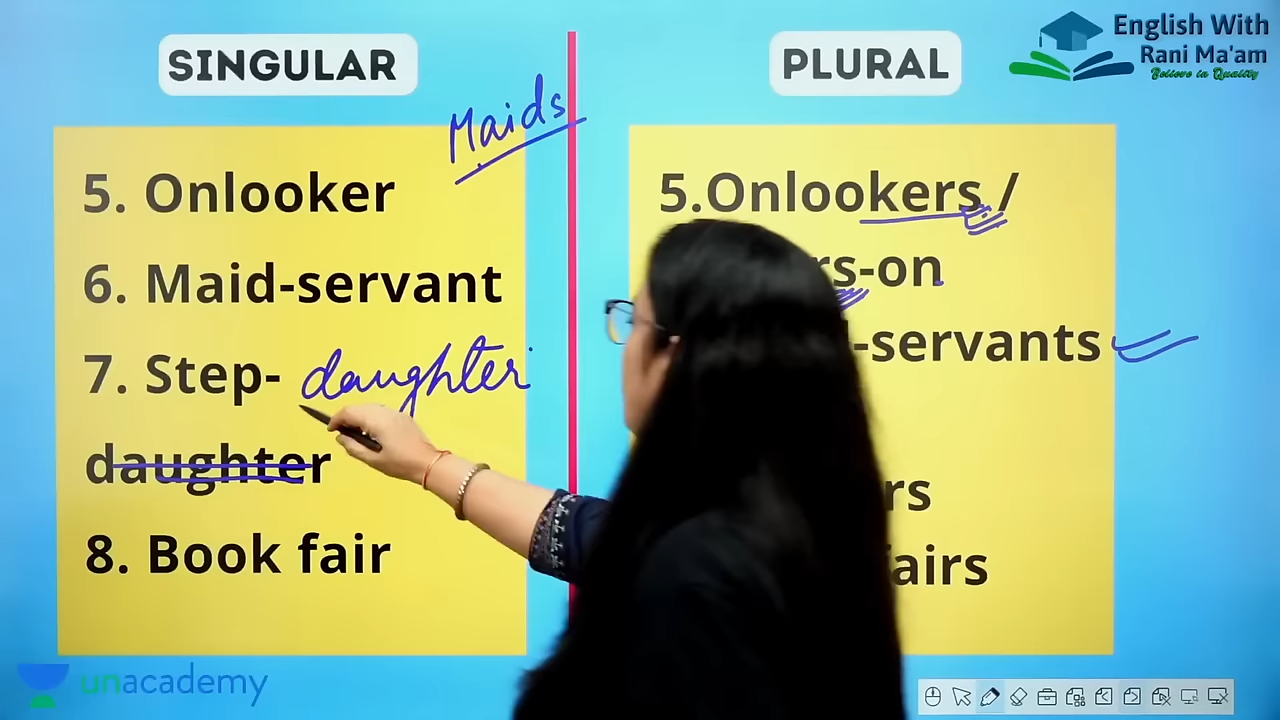 SINGULAR
PLURAL
English With
Rani Ma'am
Believe in Quality
Maids
5. Onlooker
6. Maid-servant
7. Step- daughter
daughter
8. Book fair
5.Onlookers /
rs-on
-servants
rs
fairs
unacademy